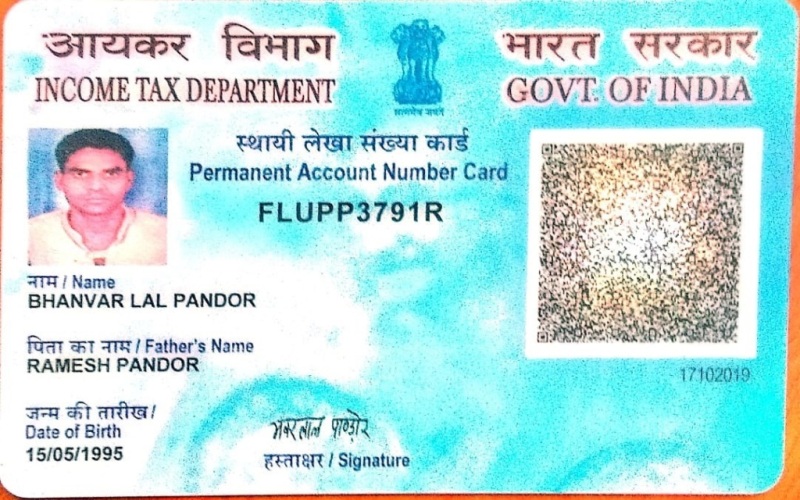 आयकर विभाग
INCOME TAX DEPARTMENT
भारत सरकार
GOVT. OF INDIA
सत्यमेव जयते
स्थायी लेखा संख्या कार्ड
Permanent Account Number Card
FLUPP3791R
नाम / Name
BHANVAR LAL PANDOR
पिता का नाम / Father's Name
RAMESH PANDOR
17102019
जन्म की तारीख/
Date of Birth
15/05/1995
भवरलाल पाण्डोर
हस्ताक्षर / Signature